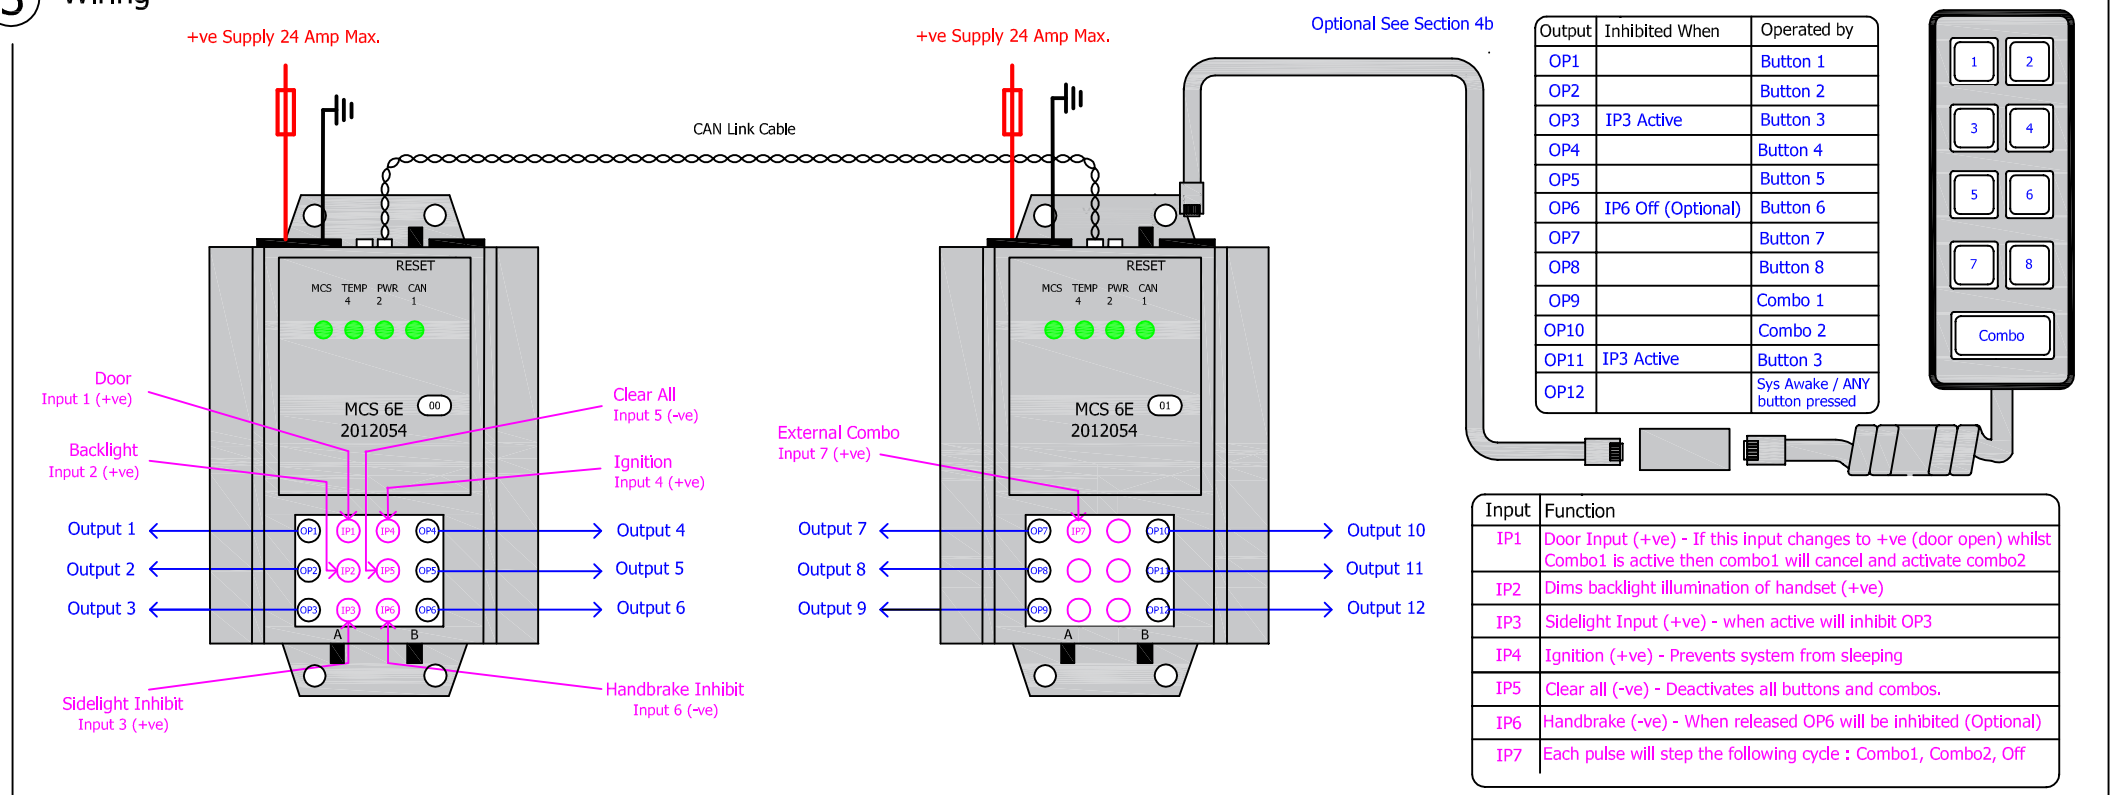 Wiring
+ve Supply 24 Amp Max.
+ve Supply 24 Amp Max.
Optional See Section 4b
CAN Link Cable
RESET
MCS TEMP PWR CAN
4 2 1
MCS 6E 00
2012054
Door
Input 1 (+ve)
Backlight
Input 2 (+ve)
Clear All
Input 5 (-ve)
Ignition
Input 4 (+ve)
Output 1
Output 2
Output 3
OP1 IP1 IP4 OP4
OP2 IP2 IP5 OP5
OP3 IP3 IP6 OP6
A B
Output 4
Output 5
Output 6
Sidelight Inhibit
Input 3 (+ve)
Handbrake Inhibit
Input 6 (-ve)
RESET
MCS TEMP PWR CAN
4 2 1
MCS 6E 01
2012054
External Combo
Input 7 (+ve)
Output 7
Output 8
Output 9
OP7 IP7 OP10
OP8 OP11
OP9 OP12
A B
Output 10
Output 11
Output 12
Output Inhibited When Operated by
OP1 Button 1
OP2 Button 2
OP3 IP3 Active Button 3
OP4 Button 4
OP5 Button 5
OP6 IP6 Off (Optional) Button 6
OP7 Button 7
OP8 Button 8
OP9 Combo 1
OP10 Combo 2
OP11 IP3 Active Button 3
OP12 Sys Awake / ANY
button pressed
1 2
3 4
5 6
7 8
Combo
Input Function
IP1 Door Input (+ve) - If this input changes to +ve (door open) whilst
Combo1 is active then combo1 will cancel and activate combo2
IP2 Dims backlight illumination of handset (+ve)
IP3 Sidelight Input (+ve) - when active will inhibit OP3
IP4 Ignition (+ve) - Prevents system from sleeping
IP5 Clear all (-ve) - Deactivates all buttons and combos.
IP6 Handbrake (-ve) - When released OP6 will be inhibited (Optional)
IP7 Each pulse will step the following cycle : Combo1, Combo2, Off